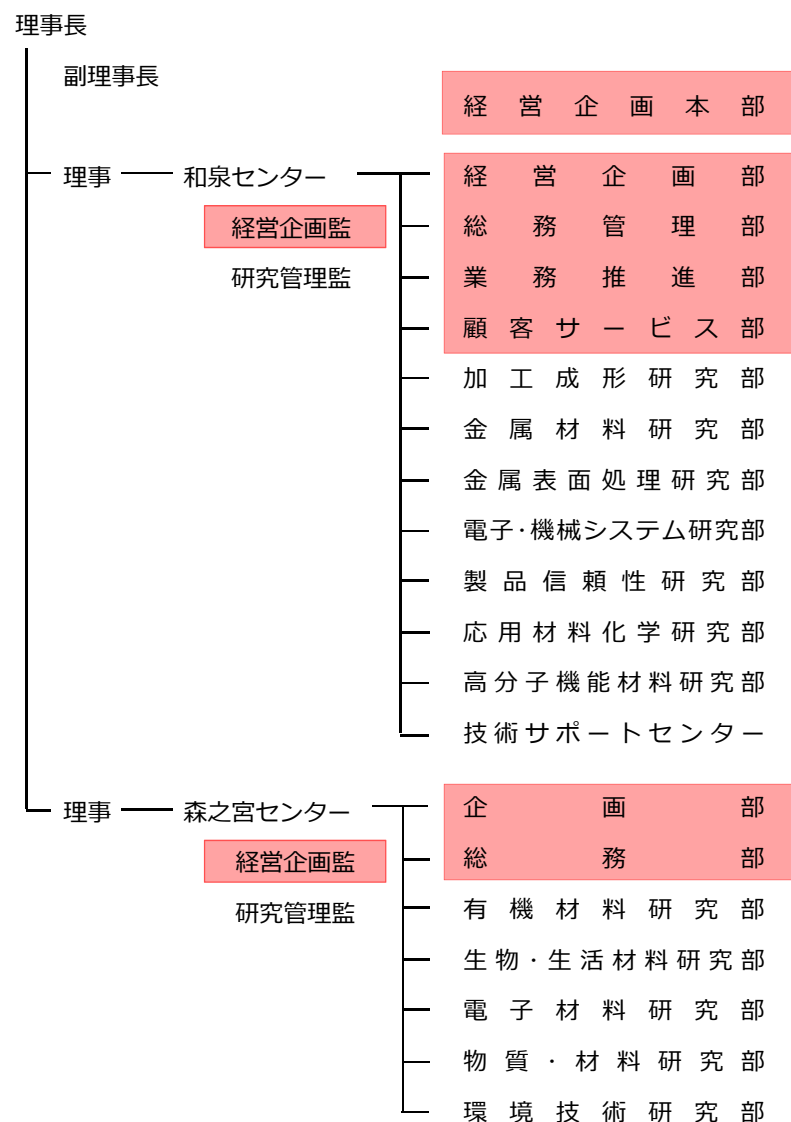 理事長
副理事長
経営企画本部
理事 和泉センター 経営企画部
経営企画監 総務管理部
研究管理監 業務推進部
顧客サービス部
加工成形研究部
金属材料研究部
金属表面処理研究部
電子・機械システム研究部
製品信頼性研究部
応用材料化学研究部
高分子機能材料研究部
技術サポートセンター
理事 森之宮センター 企画部
経営企画監 総務部
研究管理監 有機材料研究部
生物・生活材料研究部
電子材料研究部
物質・材料研究部
環境技術研究部